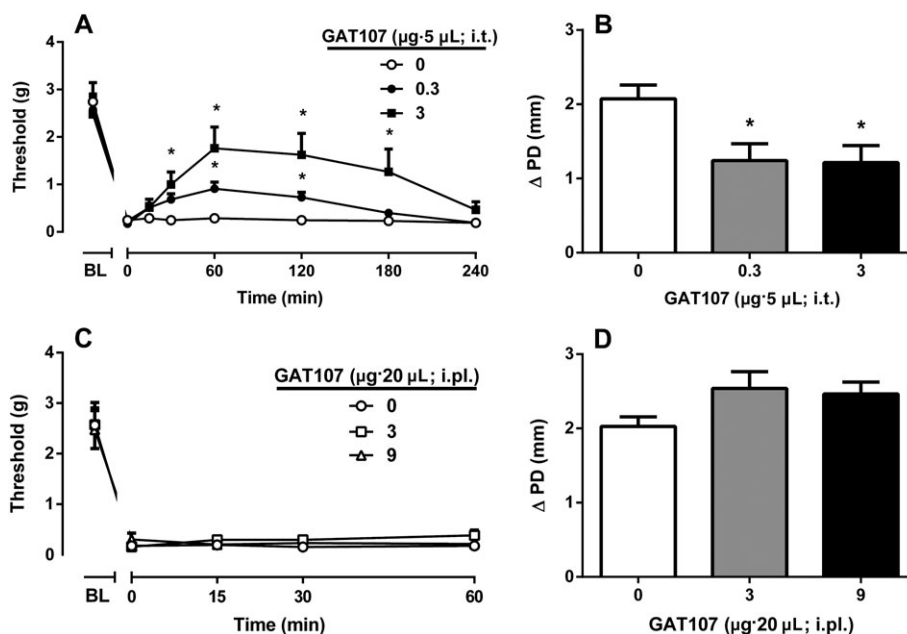 A
GAT107 (µg·5 µL; i.t.)
0
0.3
3
Threshold (g)
4
3
2
1
0
* * * * * *
BL
0 60 120 180 240
Time (min)
B
Δ PD (mm)
3
2
1
0
* *
0 0.3 3
GAT107 (µg·5 µL; i.t.)
C
GAT107 (µg·20 µL; i.pl.)
0
3
9
Threshold (g)
4
3
2
1
0
BL
0 15 30 60
Time (min)
D
Δ PD (mm)
3
2
1
0
0 3 9
GAT107 (µg·20 µL; i.pl.)